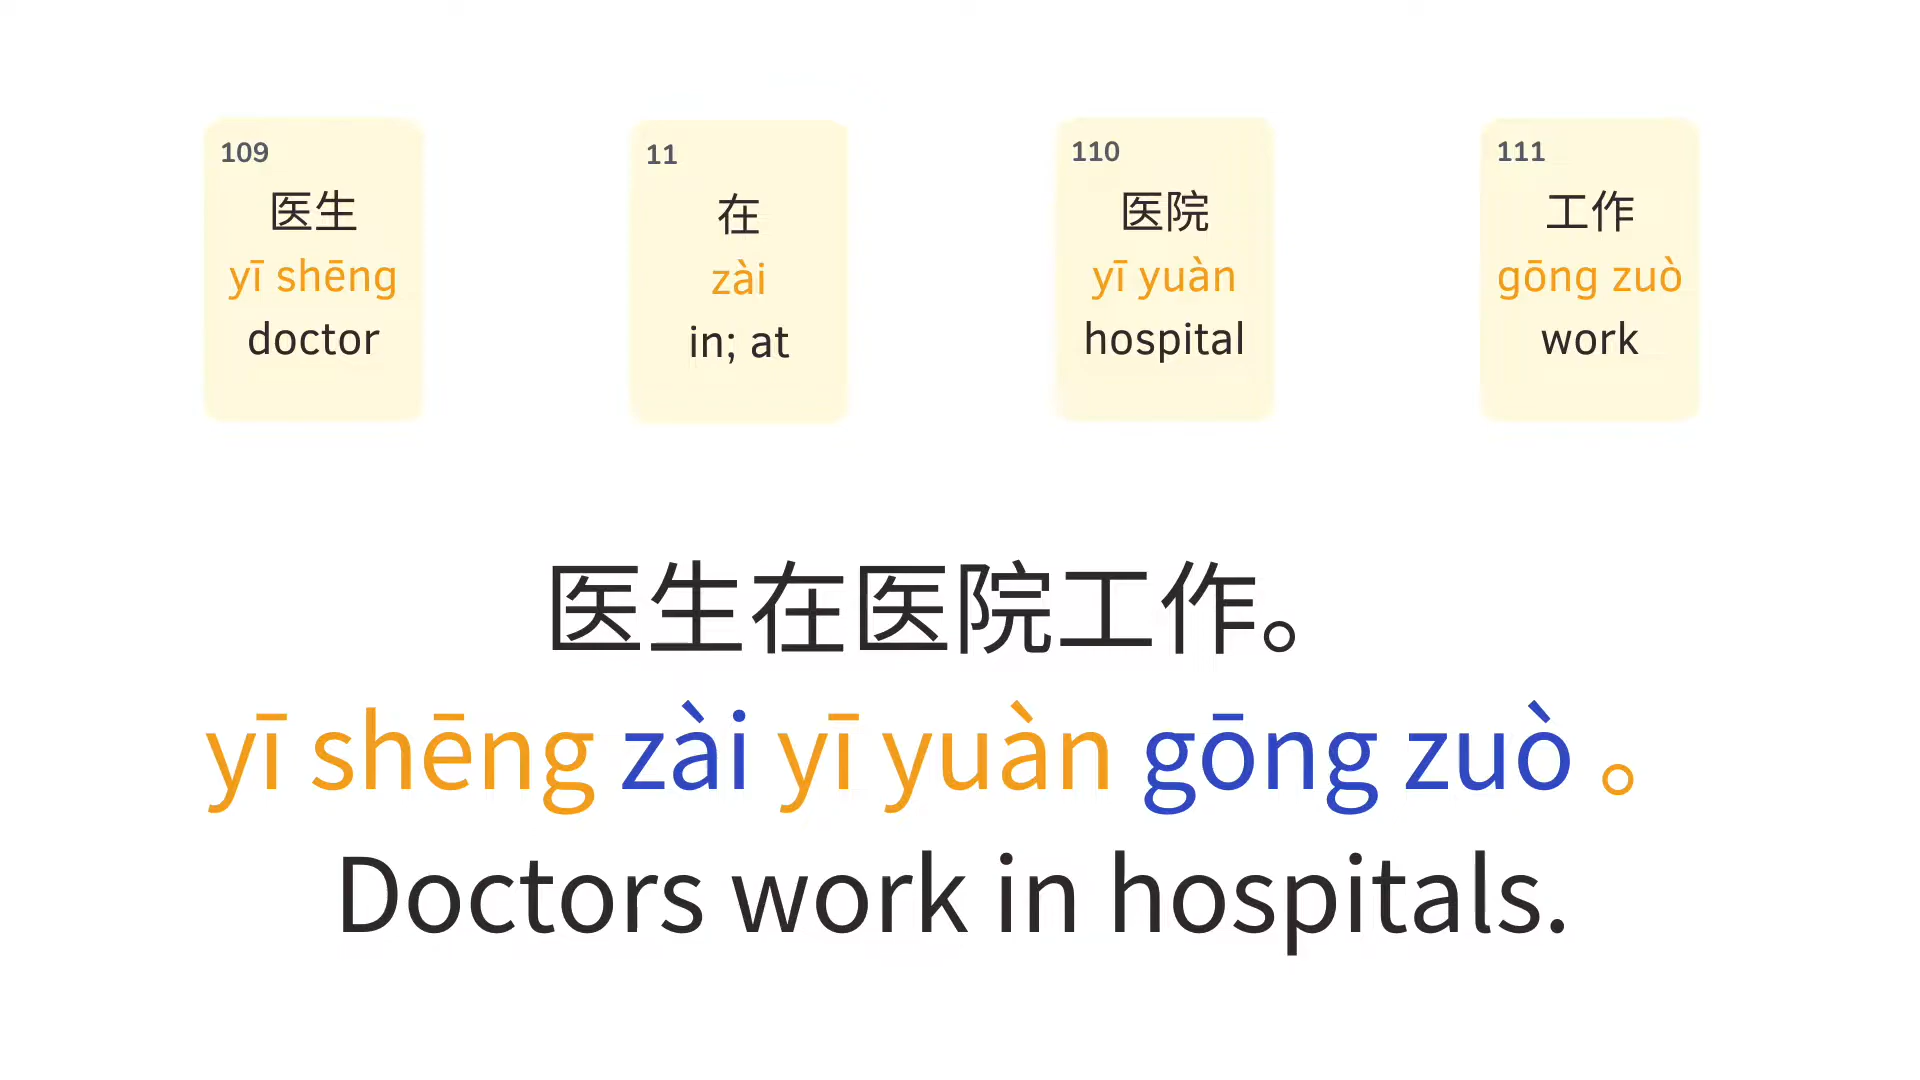 109
医生
yī shēng
doctor
11
在
zài
in; at
110
医院
yī yuàn
hospital
111
工作
gōng zuò
work
医生在医院工作。
yī shēng zài yī yuàn gōng zuò 。
Doctors work in hospitals.